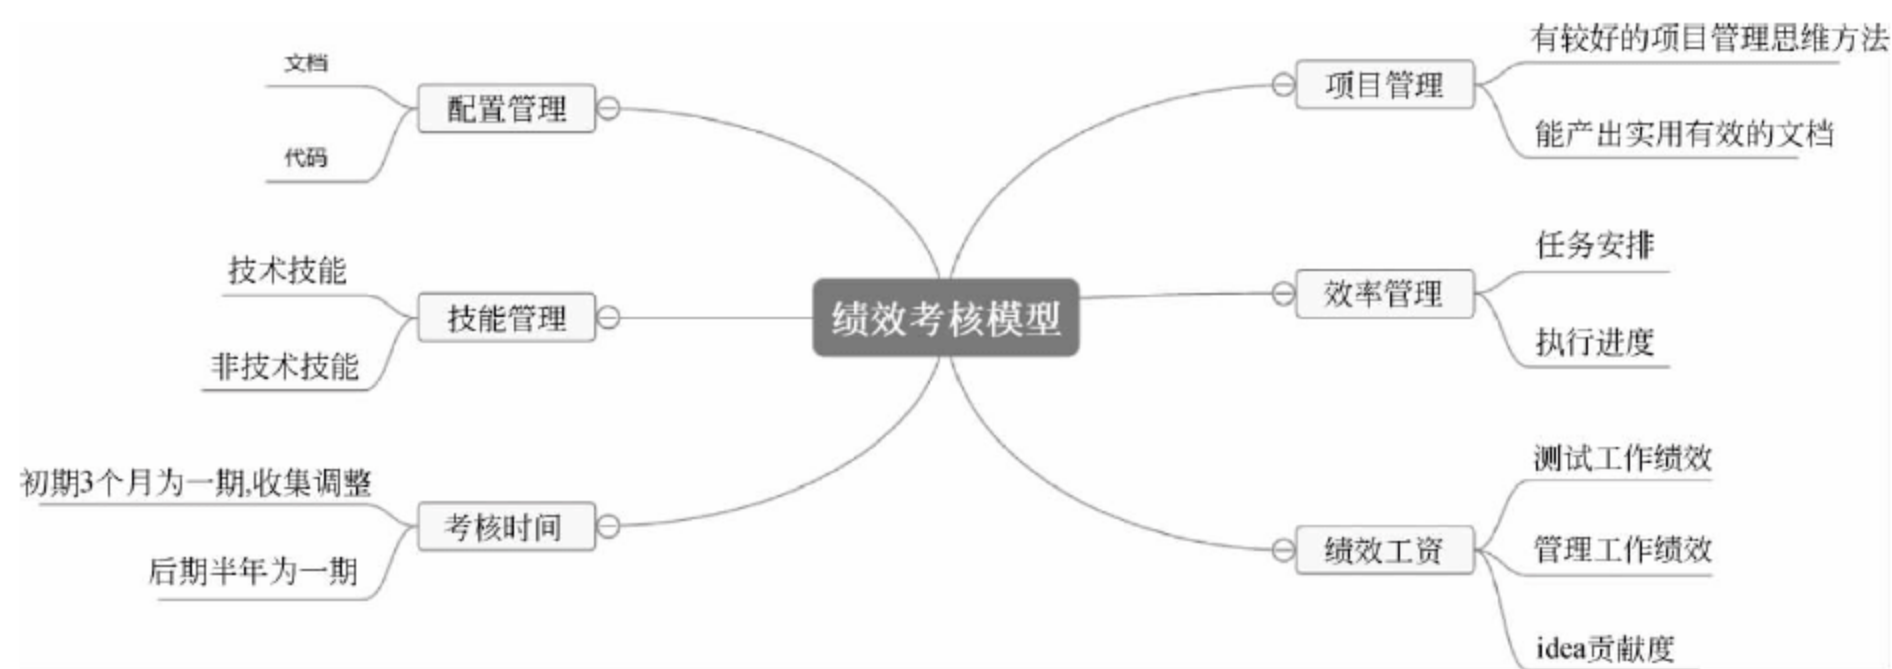 绩效考核模型
项目管理
有较好的项目管理思维方法
能产出实用有效的文档
效率管理
任务安排
执行进度
绩效工资
测试工作绩效
管理工作绩效
idea贡献度
配置管理
文档
代码
技能管理
技术技能
非技术技能
考核时间
初期3个月为一期,收集调整
后期半年为一期